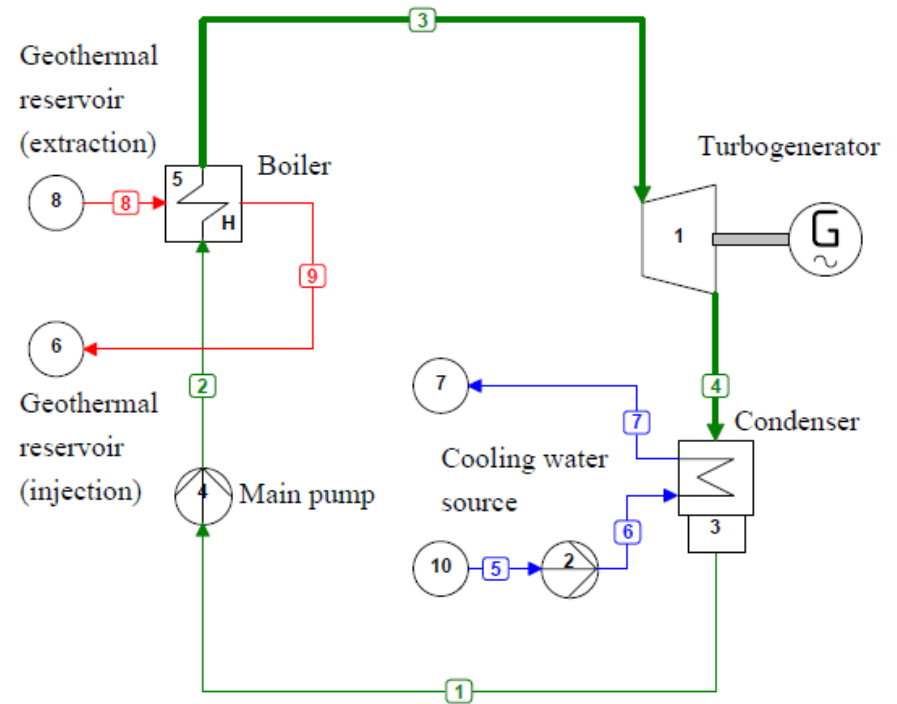 3
Geothermal
reservoir
(extraction)
Boiler
Turbogenerator
8
8
5
H
1
G
9
6
Geothermal
reservoir
(injection)
2
7
4
Condenser
7
Cooling water
source
4
Main pump
6
3
10
5
2
1